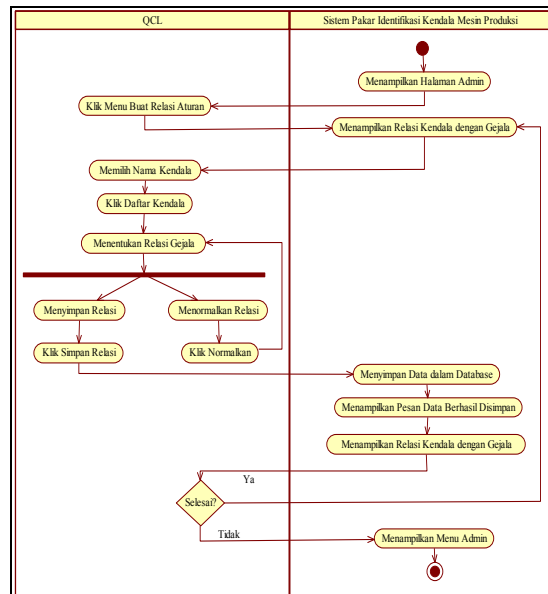 QCL
Sistem Pakar Identifikasi Kendala Mesin Produksi
Menampilkan Halaman Admin
Klik Menu Buat Relasi Aturan
Menampilkan Relasi Kendala dengan Gejala
Memilih Nama Kendala
Klik Daftar Kendala
Menentukan Relasi Gejala
Menyimpan Relasi
Menormalkan Relasi
Klik Simpan Relasi
Klik Normalkan
Menyimpan Data dalam Database
Menampilkan Pesan Data Berhasil Disimpan
Menampilkan Relasi Kendala dengan Gejala
Ya
Selesai?
Tidak
Menampilkan Menu Admin